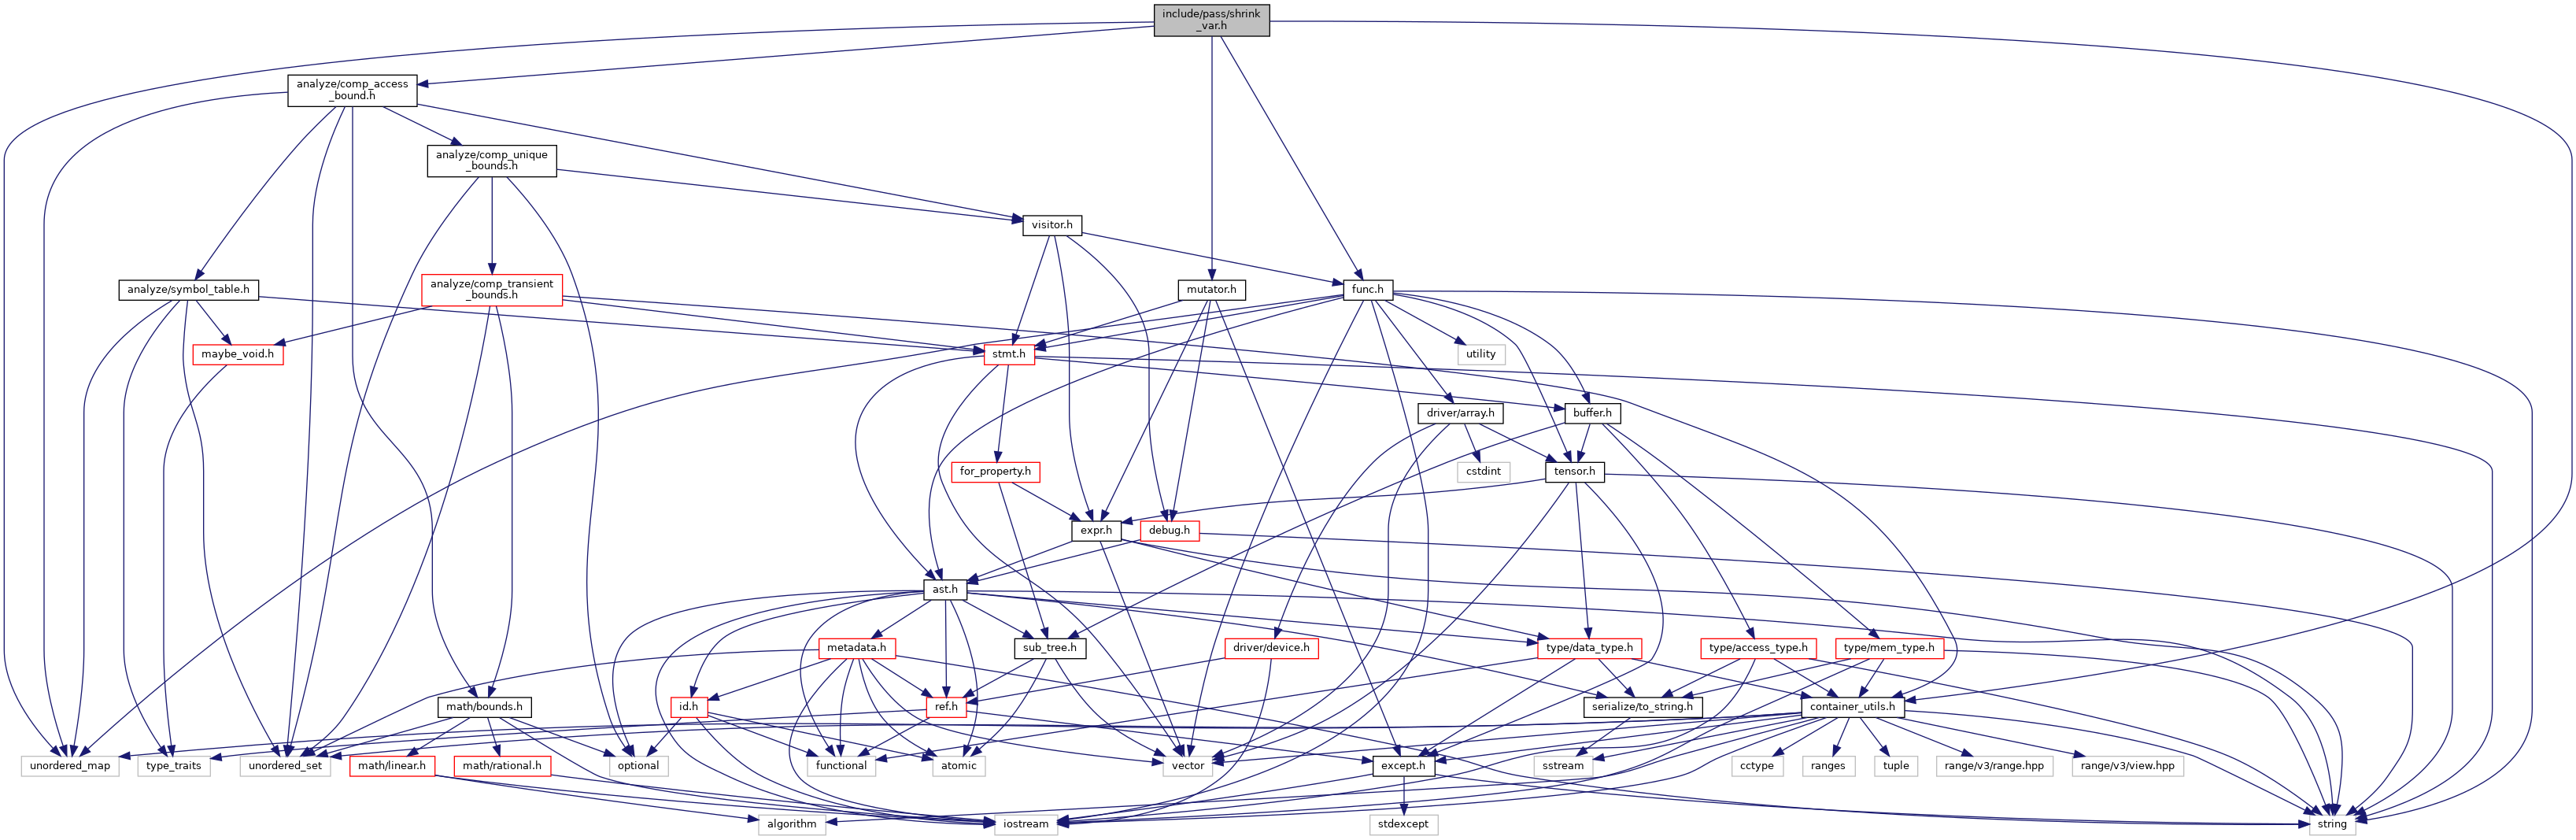 include/pass/shrink
_var.h
analyze/comp_access
_bound.h
analyze/comp_unique
_bounds.h
visitor.h
analyze/symbol_table.h
analyze/comp_transient
_bounds.h
mutator.h
func.h
maybe_void.h
stmt.h
utility
driver/array.h
buffer.h
for_property.h
cstdint
tensor.h
expr.h
debug.h
ast.h
metadata.h
sub_tree.h
driver/device.h
type/data_type.h
type/access_type.h
type/mem_type.h
math/bounds.h
id.h
ref.h
serialize/to_string.h
container_utils.h
unordered_map
type_traits
unordered_set
math/linear.h
math/rational.h
optional
functional
atomic
vector
except.h
sstream
cctype
ranges
tuple
range/v3/range.hpp
range/v3/view.hpp
algorithm
iostream
stdexcept
string